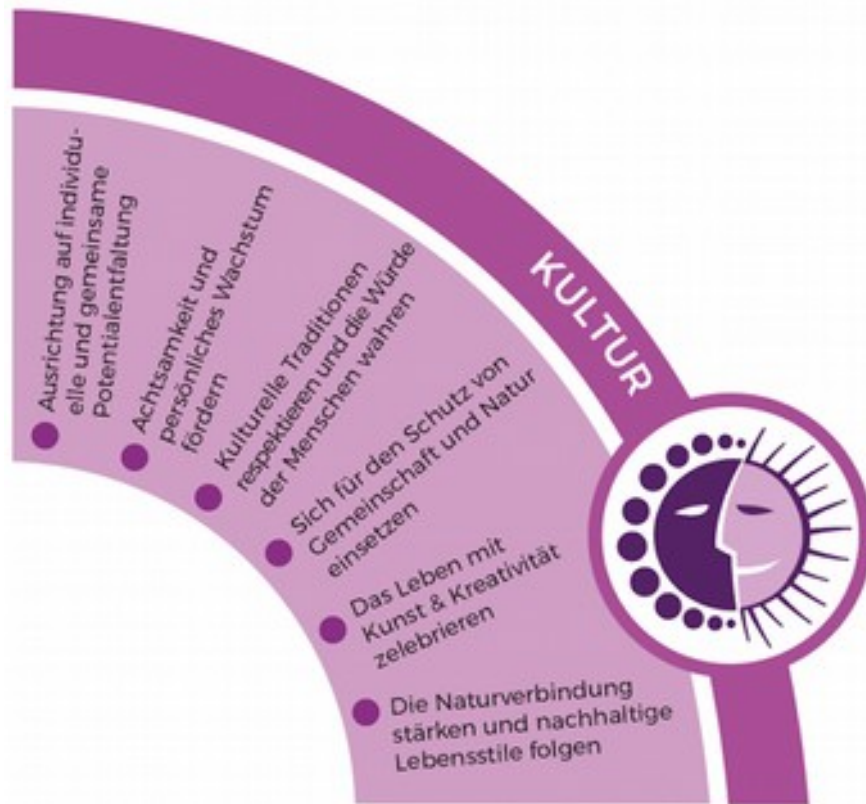 KULTUR
Ausrichtung auf individu-
elle und gemeinsame
Potentialentfaltung
Achtsamkeit und
persönliches Wachstum
fördern
Kulturelle Traditionen
respektieren und die Würde
der Menschen wahren
Sich für den Schutz von
Gemeinschaft und Natur
einsetzen
Das Leben mit
Kunst & Kreativität
zelebrieren
Die Naturverbindung
stärken und nachhaltige
Lebensstile folgen